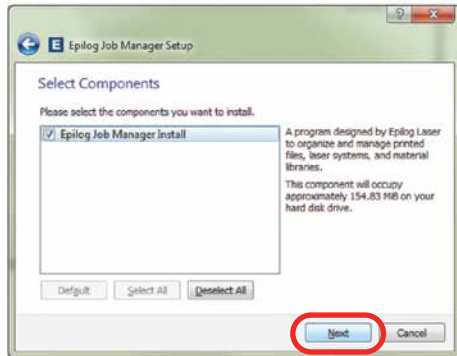 Epilog Job Manager Setup
Select Components
Please select the components you want to install.
Epilog Job Manager Install
A program designed by Epilog Laser
to organize and manage printed
files, laser systems, and material
libraries.
This component will occupy
approximately 154.83 MiB on your
hard disk drive.
Default Select All Deselect All
Next Cancel